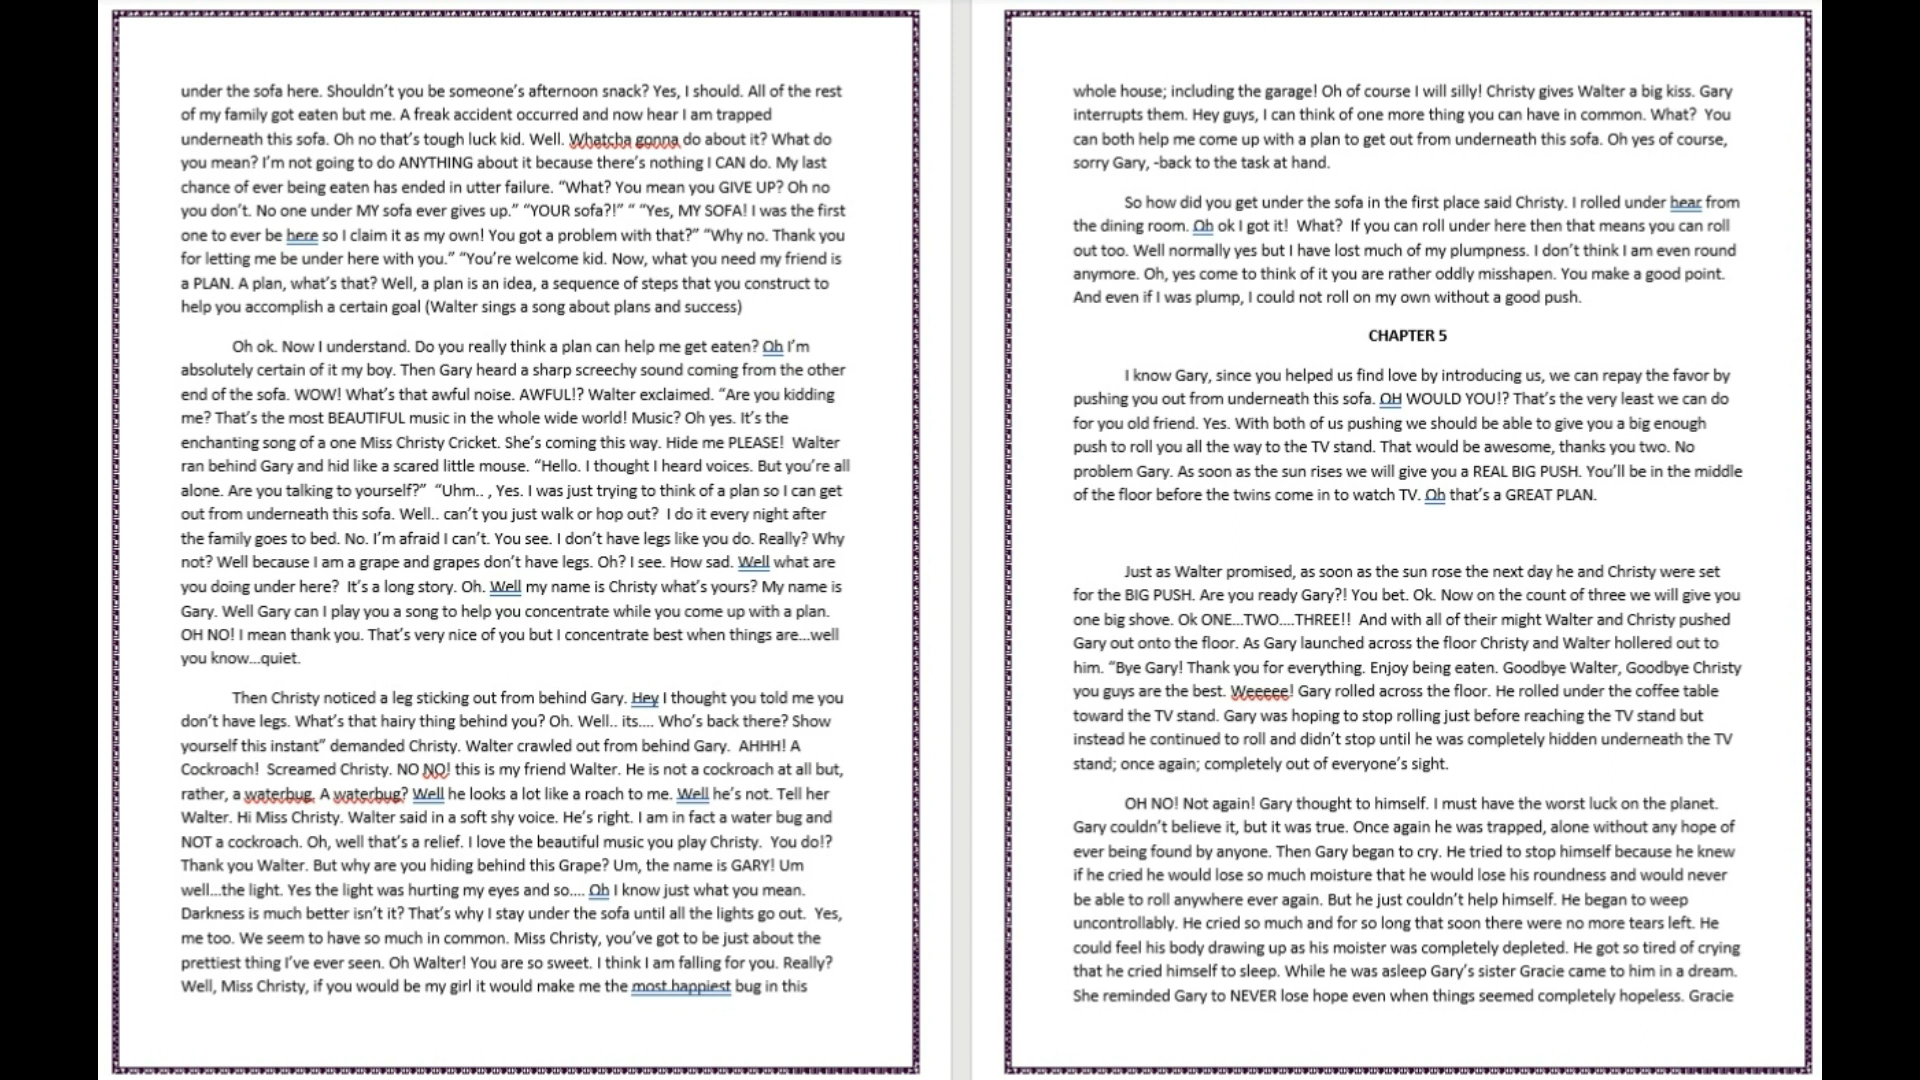 under the sofa here. Shouldn't you be someone's afternoon snack? Yes, I should. All of the rest
of my family got eaten but me. A freak accident occurred and now hear I am trapped
underneath this sofa. Oh no that's tough luck kid. Well. Whatcha gonna do about it? What do
you mean? I'm not going to do ANYTHING about it because there's nothing I CAN do. My last
chance of ever being eaten has ended in utter failure. “What? You mean you GIVE UP? Oh no
you don't. No one under MY sofa ever gives up.” “YOUR sofa?!” “ “Yes, MY SOFA! I was the first
one to ever be here so I claim it as my own! You got a problem with that?” “Why no. Thank you
for letting me be under here with you.” “You're welcome kid. Now, what you need my friend is
a PLAN. A plan, what's that? Well, a plan is an idea, a sequence of steps that you construct to
help you accomplish a certain goal (Walter sings a song about plans and success)
Oh ok. Now I understand. Do you really think a plan can help me get eaten? Oh I'm
absolutely certain of it my boy. Then Gary heard a sharp screechy sound coming from the other
end of the sofa. WOW! What's that awful noise. AWFUL!? Walter exclaimed. “Are you kidding
me? That's the most BEAUTIFUL music in the whole wide world! Music? Oh yes. It's the
enchanting song of a one Miss Christy Cricket. She's coming this way. Hide me PLEASE!  Walter
ran behind Gary and hid like a scared little mouse. “Hello. I thought I heard voices. But you're all
alone. Are you talking to yourself?”  “Uhm.. , Yes. I was just trying to think of a plan so I can get
out from underneath this sofa. Well.. can't you just walk or hop out?  I do it every night after
the family goes to bed. No. I'm afraid I can't. You see. I don't have legs like you do. Really? Why
not? Well because I am a grape and grapes don't have legs. Oh? I see. How sad. Well what are
you doing under here?  It's a long story. Oh. Well my name is Christy what's yours? My name is
Gary. Well Gary can I play you a song to help you concentrate while you come up with a plan.
OH NO! I mean thank you. That's very nice of you but I concentrate best when things are...well
you know...quiet.
Then Christy noticed a leg sticking out from behind Gary. Hey I thought you told me you
don't have legs. What's that hairy thing behind you? Oh. Well.. its.... Who's back there? Show
yourself this instant” demanded Christy. Walter crawled out from behind Gary.  AHHH! A
Cockroach!  Screamed Christy. NO NO! this is my friend Walter. He is not a cockroach at all but,
rather, a waterbug. A waterbug? Well he looks a lot like a roach to me. Well he's not. Tell her
Walter. Hi Miss Christy. Walter said in a soft shy voice. He's right. I am in fact a water bug and
NOT a cockroach. Oh, well that's a relief. I love the beautiful music you play Christy.  You do!?
Thank you Walter. But why are you hiding behind this Grape? Um, the name is GARY! Um
well...the light. Yes the light was hurting my eyes and so.... Oh I know just what you mean.
Darkness is much better isn't it? That's why I stay under the sofa until all the lights go out.  Yes,
me too. We seem to have so much in common. Miss Christy, you've got to be just about the
prettiest thing I've ever seen. Oh Walter! You are so sweet. I think I am falling for you. Really?
Well, Miss Christy, if you would be my girl it would make me the most happiest bug in this
whole house; including the garage! Oh of course I will silly! Christy gives Walter a big kiss. Gary
interrupts them. Hey guys, I can think of one more thing you can have in common. What?  You
can both help me come up with a plan to get out from underneath this sofa. Oh yes of course,
sorry Gary, -back to the task at hand.
So how did you get under the sofa in the first place said Christy. I rolled under hear from
the dining room. Oh ok I got it!  What?  If you can roll under here then that means you can roll
out too. Well normally yes but I have lost much of my plumpness. I don't think I am even round
anymore. Oh, yes come to think of it you are rather oddly misshapen. You make a good point.
And even if I was plump, I could not roll on my own without a good push.
CHAPTER 5
I know Gary, since you helped us find love by introducing us, we can repay the favor by
pushing you out from underneath this sofa. OH WOULD YOU!? That's the very least we can do
for you old friend. Yes. With both of us pushing we should be able to give you a big enough
push to roll you all the way to the TV stand. That would be awesome, thanks you two. No
problem Gary. As soon as the sun rises we will give you a REAL BIG PUSH. You'll be in the middle
of the floor before the twins come in to watch TV. Oh that's a GREAT PLAN.
Just as Walter promised, as soon as the sun rose the next day he and Christy were set
for the BIG PUSH. Are you ready Gary?! You bet. Ok. Now on the count of three we will give you
one big shove. Ok ONE...TWO....THREE!!  And with all of their might Walter and Christy pushed
Gary out onto the floor. As Gary launched across the floor Christy and Walter hollered out to
him. “Bye Gary! Thank you for everything. Enjoy being eaten. Goodbye Walter, Goodbye Christy
you guys are the best. Weeeee! Gary rolled across the floor. He rolled under the coffee table
toward the TV stand. Gary was hoping to stop rolling just before reaching the TV stand but
instead he continued to roll and didn't stop until he was completely hidden underneath the TV
stand; once again; completely out of everyone's sight.
OH NO! Not again! Gary thought to himself. I must have the worst luck on the planet.
Gary couldn't believe it, but it was true. Once again he was trapped, alone without any hope of
ever being found by anyone. Then Gary began to cry. He tried to stop himself because he knew
if he cried he would lose so much moisture that he would lose his roundness and would never
be able to roll anywhere ever again. But he just couldn't help himself. He began to weep
uncontrollably. He cried so much and for so long that soon there were no more tears left. He
could feel his body drawing up as his moister was completely depleted. He got so tired of crying
that he cried himself to sleep. While he was asleep Gary's sister Gracie came to him in a dream.
She reminded Gary to NEVER lose hope even when things seemed completely hopeless. Gracie